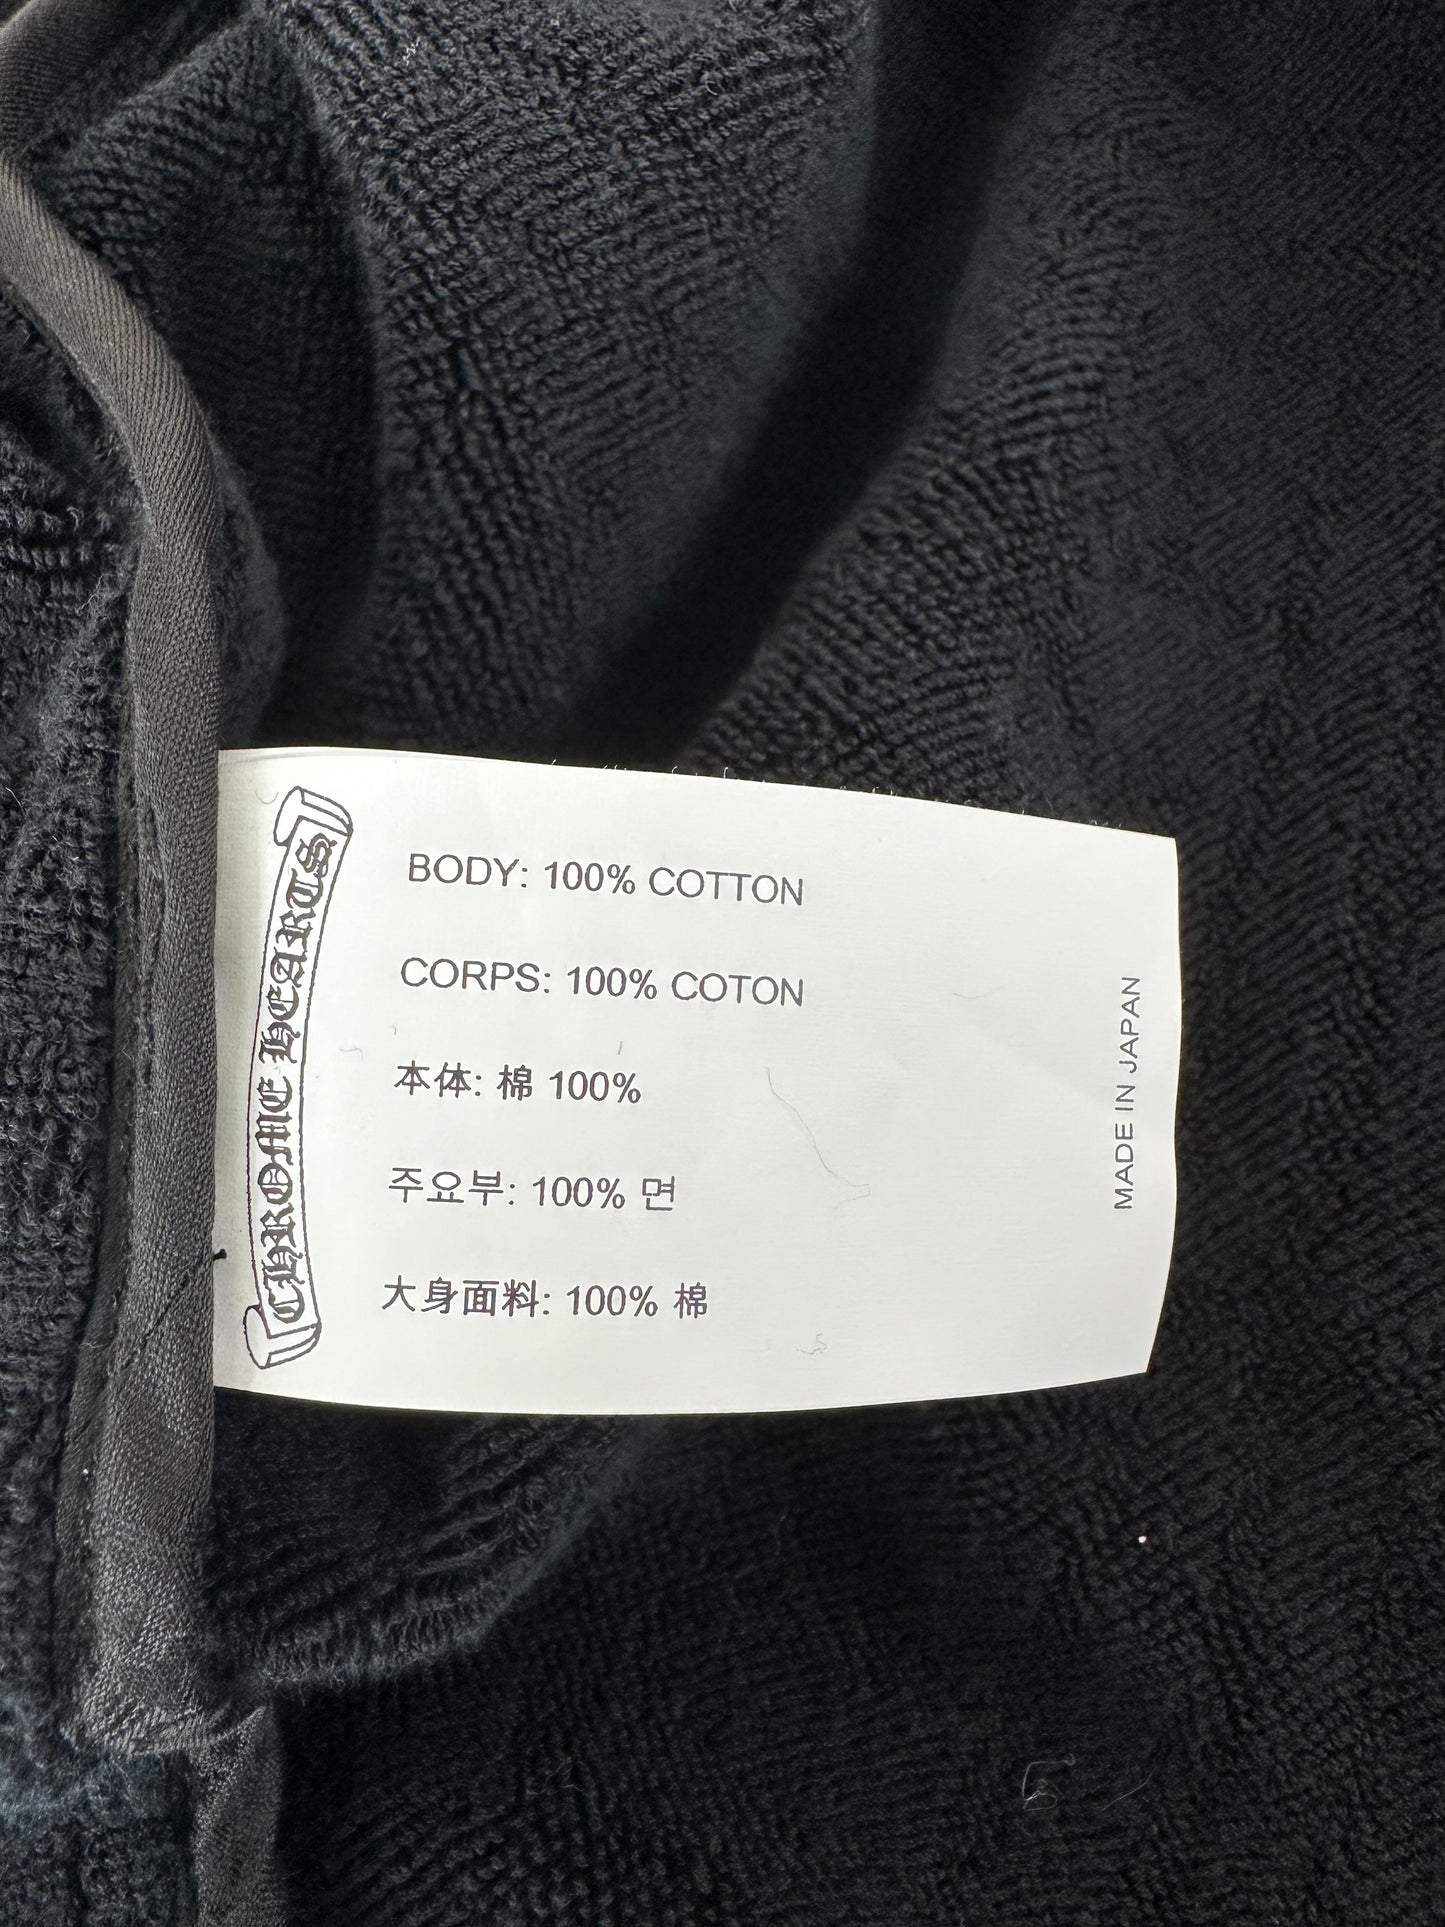 CHROME HEARTS
BODY: 100% COTTON
CORPS: 100% COTON
本体: 棉 100%
주요부: 100% 면
大身面料: 100% 棉
MADE IN JAPAN